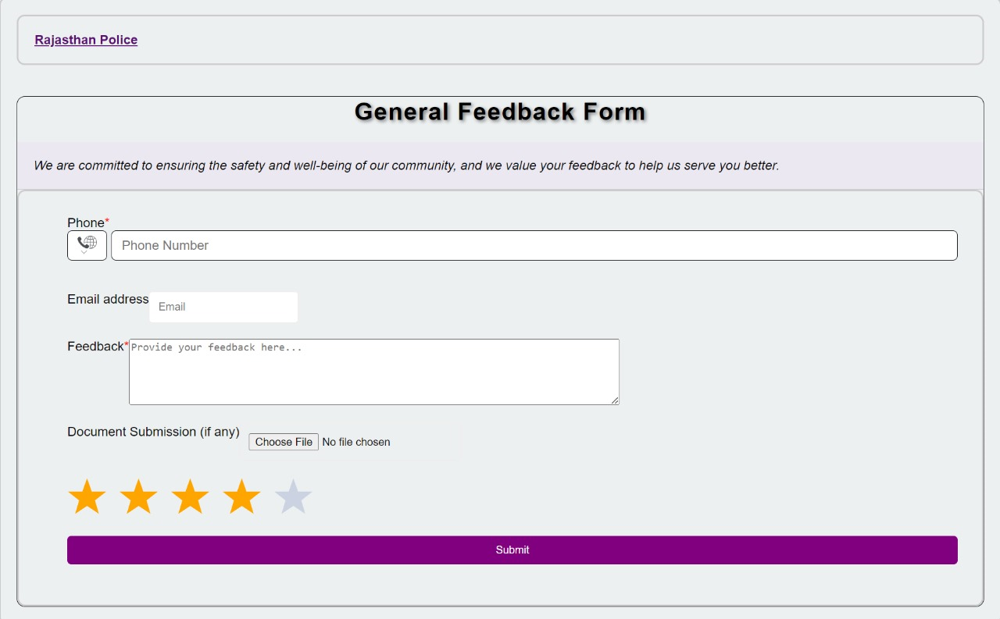 Rajasthan Police
General Feedback Form
We are committed to ensuring the safety and well-being of our community, and we value your feedback to help us serve you better.
Phone*
Phone Number
Email address
Email
Feedback*
Provide your feedback here...
Document Submission (if any)
Choose File No file chosen
Submit